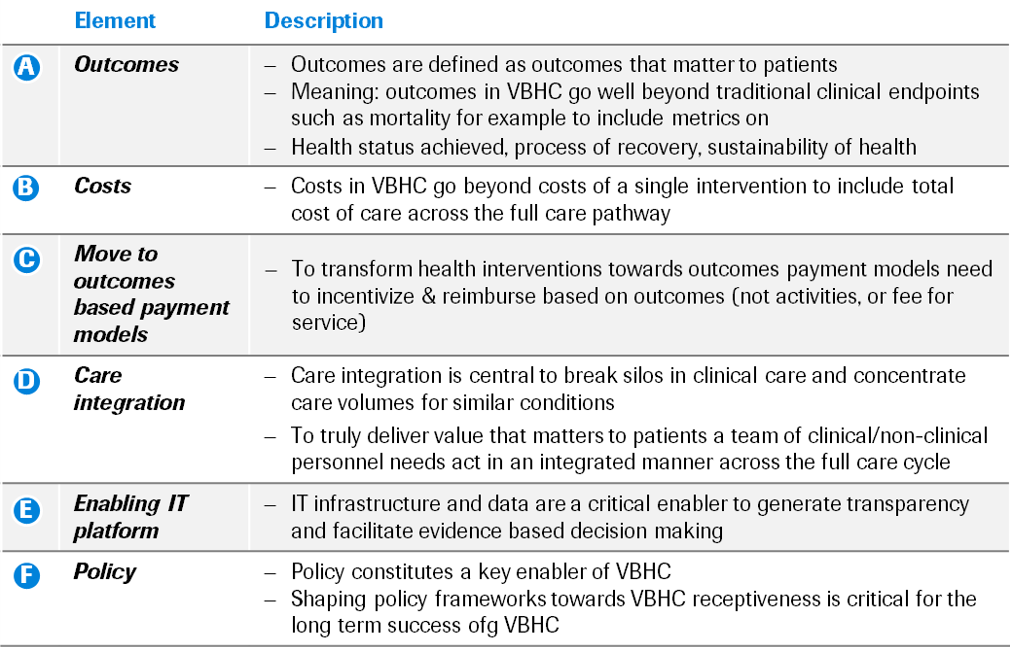 Element Description
A Outcomes – Outcomes are defined as outcomes that matter to patients
– Meaning: outcomes in VBHC go well beyond traditional clinical endpoints
such as mortality for example to include metrics on
– Health status achieved, process of recovery, sustainability of health
B Costs – Costs in VBHC go beyond costs of a single intervention to include total
cost of care across the full care pathway
C Move to
outcomes
based payment
models
– To transform health interventions towards outcomes payment models need
to incentivize & reimburse based on outcomes (not activities, or fee for
service)
D Care
integration
– Care integration is central to break silos in clinical care and concentrate
care volumes for similar conditions
– To truly deliver value that matters to patients a team of clinical/non-clinical
personnel needs act in an integrated manner across the full care cycle
E Enabling IT
platform
– IT infrastructure and data are a critical enabler to generate transparency
and facilitate evidence based decision making
F Policy – Policy constitutes a key enabler of VBHC
– Shaping policy frameworks towards VBHC receptiveness is critical for the
long term success ofg VBHC